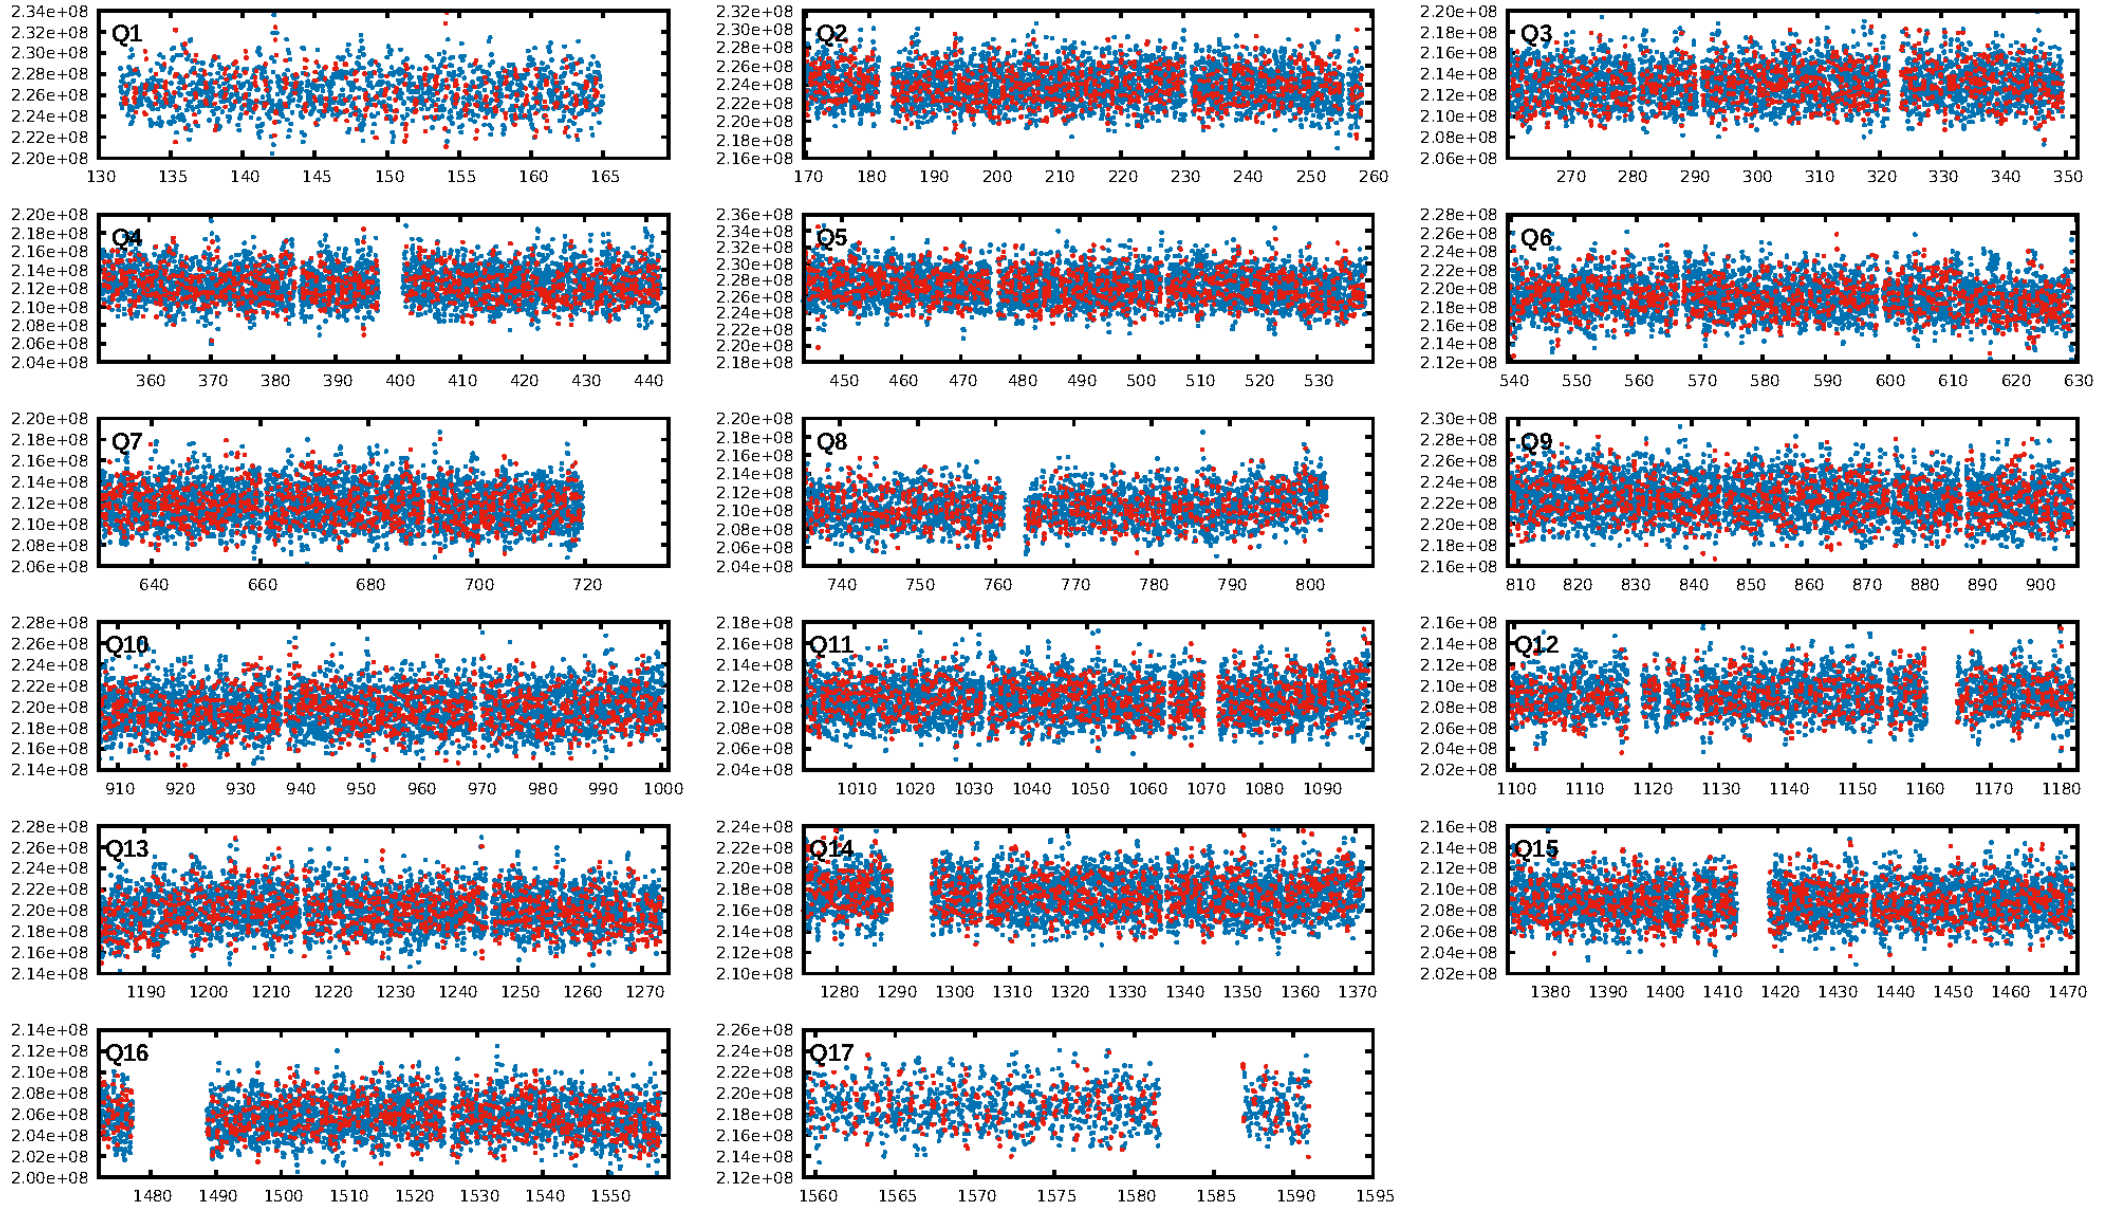 2.34e+08
2.32e+08
2.30e+08
2.28e+08
2.26e+08
2.24e+08
2.22e+08
2.20e+08
Q1
130 135 140 145 150 155 160 165
2.32e+08
2.30e+08
2.28e+08
2.26e+08
2.24e+08
2.22e+08
2.20e+08
2.18e+08
2.16e+08
Q2
170 180 190 200 210 220 230 240 250 260
2.20e+08
2.18e+08
2.16e+08
2.14e+08
2.12e+08
2.10e+08
2.08e+08
2.06e+08
Q3
270 280 290 300 310 320 330 340 350
2.20e+08
2.18e+08
2.16e+08
2.14e+08
2.12e+08
2.10e+08
2.08e+08
2.06e+08
2.04e+08
Q4
360 370 380 390 400 410 420 430 440
2.36e+08
2.34e+08
2.32e+08
2.30e+08
2.28e+08
2.26e+08
2.24e+08
2.22e+08
2.20e+08
2.18e+08
Q5
450 460 470 480 490 500 510 520 530
2.28e+08
2.26e+08
2.24e+08
2.22e+08
2.20e+08
2.18e+08
2.16e+08
2.14e+08
2.12e+08
Q6
540 550 560 570 580 590 600 610 620 630
2.20e+08
2.18e+08
2.16e+08
2.14e+08
2.12e+08
2.10e+08
2.08e+08
2.06e+08
Q7
640 660 680 700 720
2.20e+08
2.18e+08
2.16e+08
2.14e+08
2.12e+08
2.10e+08
2.08e+08
2.06e+08
2.04e+08
Q8
740 750 760 770 780 790 800
2.30e+08
2.28e+08
2.26e+08
2.24e+08
2.22e+08
2.20e+08
2.18e+08
2.16e+08
Q9
810 820 830 840 850 860 870 880 890 900
2.28e+08
2.26e+08
2.24e+08
2.22e+08
2.20e+08
2.18e+08
2.16e+08
2.14e+08
Q10
910 920 930 940 950 960 970 980 990 1000
2.18e+08
2.16e+08
2.14e+08
2.12e+08
2.10e+08
2.08e+08
2.06e+08
2.04e+08
Q11
1010 1020 1030 1040 1050 1060 1070 1080 1090
2.16e+08
2.14e+08
2.12e+08
2.10e+08
2.08e+08
2.06e+08
2.04e+08
2.02e+08
Q12
1100 1110 1120 1130 1140 1150 1160 1170 1180
2.28e+08
2.26e+08
2.24e+08
2.22e+08
2.20e+08
2.18e+08
2.16e+08
2.14e+08
Q13
1190 1200 1210 1220 1230 1240 1250 1260 1270
2.24e+08
2.22e+08
2.20e+08
2.18e+08
2.16e+08
2.14e+08
2.12e+08
2.10e+08
Q14
1280 1290 1300 1310 1320 1330 1340 1350 1360 1370
2.16e+08
2.14e+08
2.12e+08
2.10e+08
2.08e+08
2.06e+08
2.04e+08
2.02e+08
Q15
1380 1390 1400 1410 1420 1430 1440 1450 1460 1470
2.14e+08
2.12e+08
2.10e+08
2.08e+08
2.06e+08
2.04e+08
2.02e+08
2.00e+08
Q16
1480 1490 1500 1510 1520 1530 1540 1550
2.26e+08
2.24e+08
2.22e+08
2.20e+08
2.18e+08
2.16e+08
2.14e+08
2.12e+08
Q17
1560 1565 1570 1575 1580 1585 1590 1595